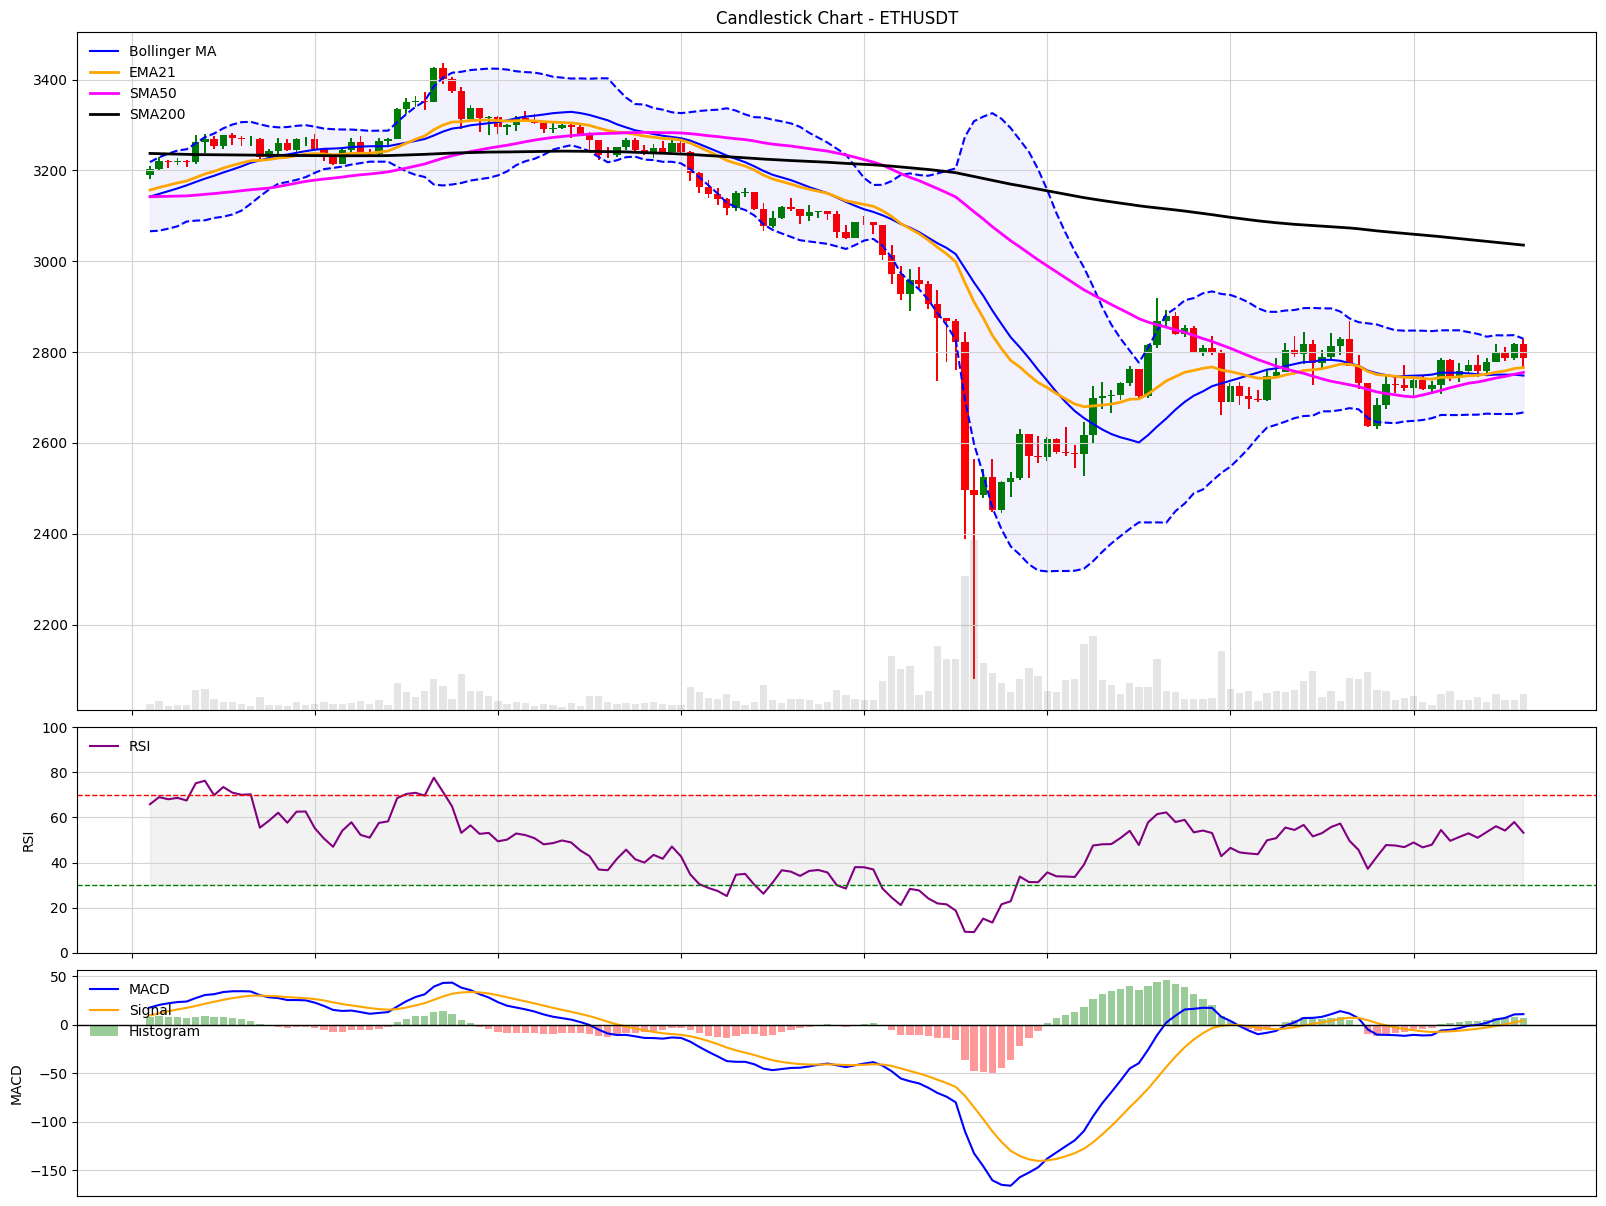 Candlestick Chart - ETHUSDT
Bollinger MA
EMA21
SMA50
SMA200
3400
3200
3000
2800
2600
2400
2200
RSI
100
80
60
40
20
0
RSI
MACD
Signal
Histogram
50
0
−50
−100
−150
MACD